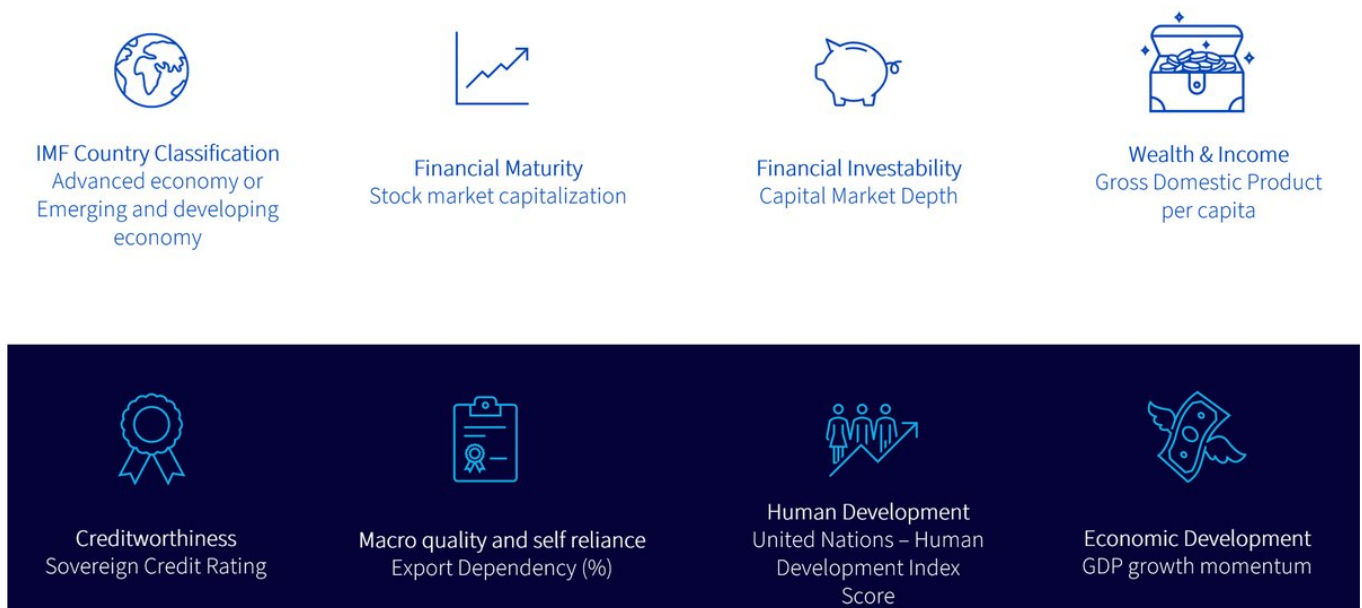 IMF Country Classification
Advanced economy or
Emerging and developing
economy
Financial Maturity
Stock market capitalization
Financial Investability
Capital Market Depth
Wealth & Income
Gross Domestic Product
per capita
Creditworthiness
Sovereign Credit Rating
Macro quality and self reliance
Export Dependency (%)
Human Development
United Nations – Human
Development Index
Score
Economic Development
GDP growth momentum